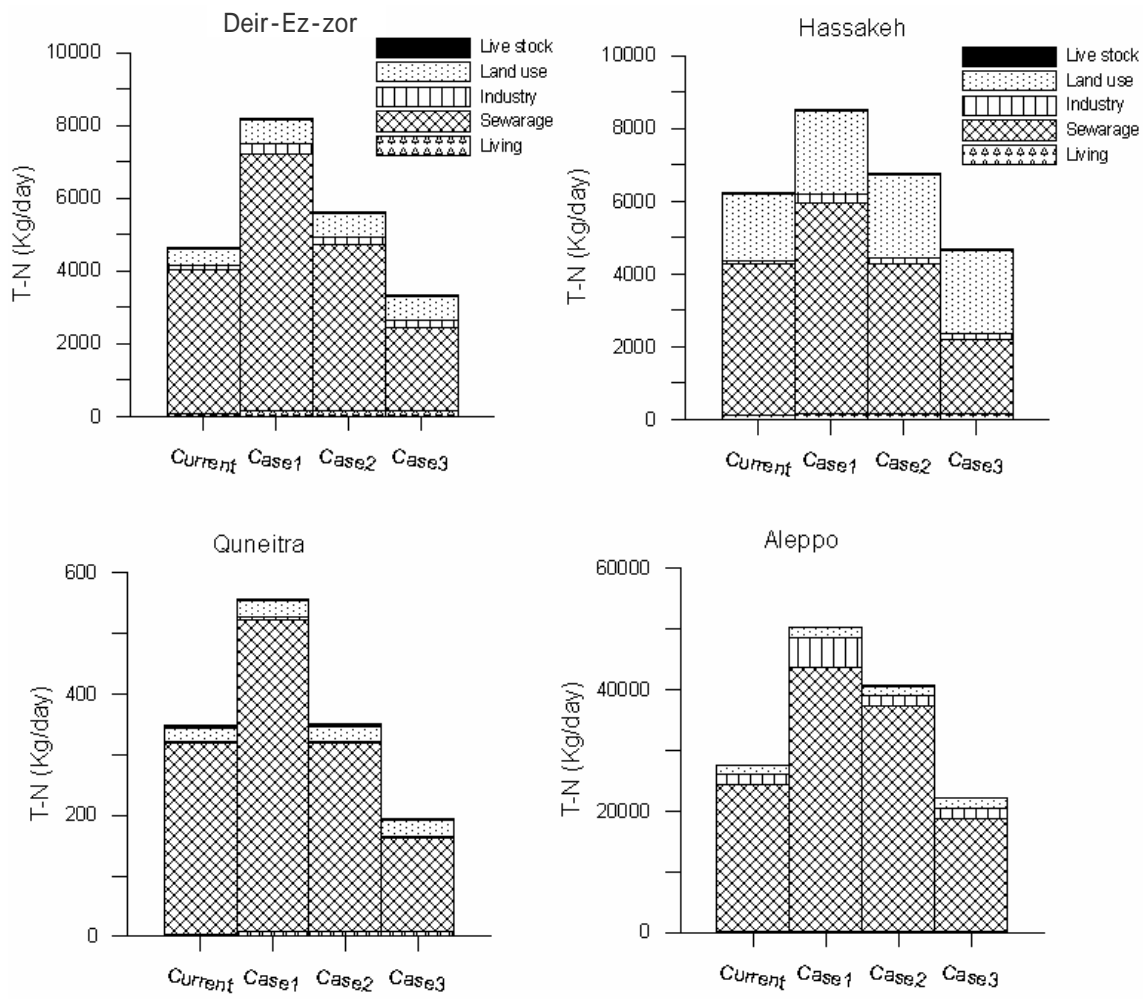 Deir-Ez-zor
10000
8000
6000
4000
2000
0
T-N (Kg/day)
Live stock
Land use
Industry
Sewarage
Living
Current
Case1
Case2
Case3
Hassakeh
10000
8000
6000
4000
2000
0
T-N (Kg/day)
Live stock
Land use
Industry
Sewarage
Living
Current
Case1
Case2
Case3
Quneitra
600
400
200
0
T-N (Kg/day)
Current
Case1
Case2
Case3
Aleppo
60000
40000
20000
0
T-N (Kg/day)
Current
Case1
Case2
Case3